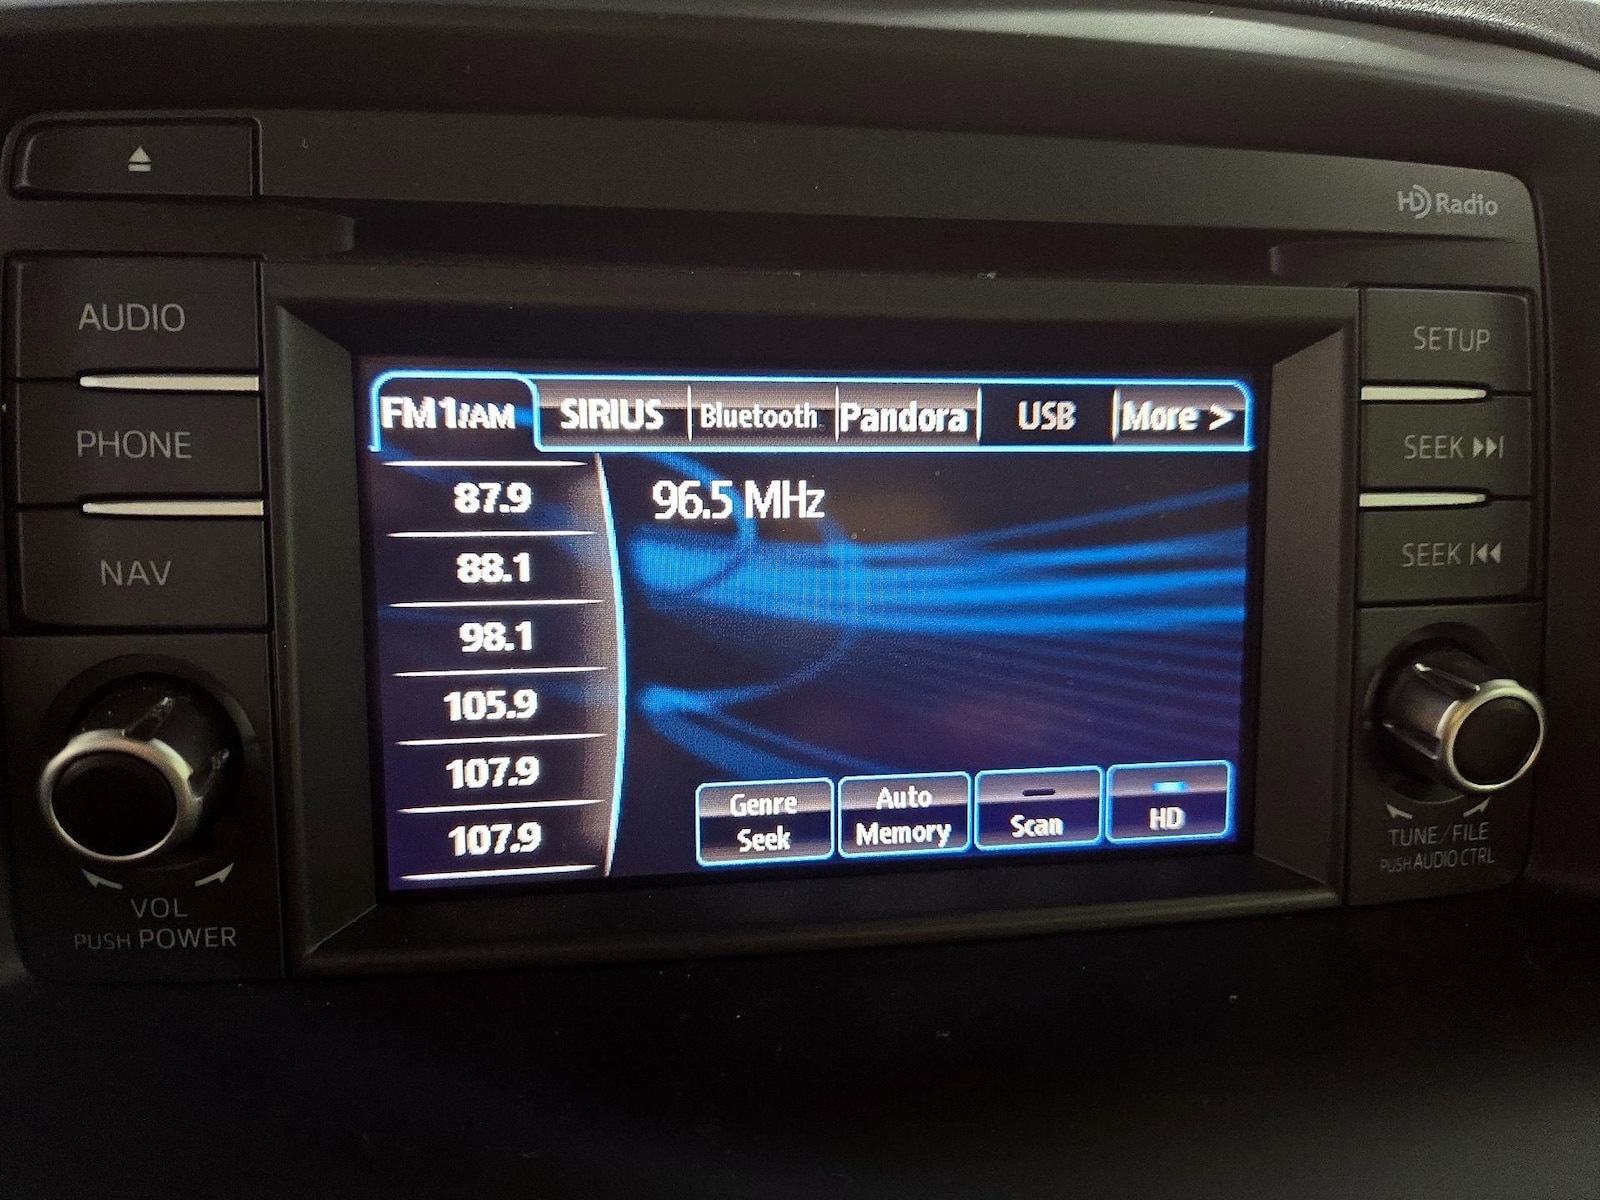 HD Radio
AUDIO
PHONE
NAV
VOL
PUSH POWER
FM1/AM SIRIUS Bluetooth Pandora USB More >
87.9
88.1
98.1
105.9
107.9
107.9
96.5 MHz
Genre
Seek
Auto
Memory
Scan
HD
SETUP
SEEK
SEEK
TUNE/FILE
PUSH AUDIO CTRL